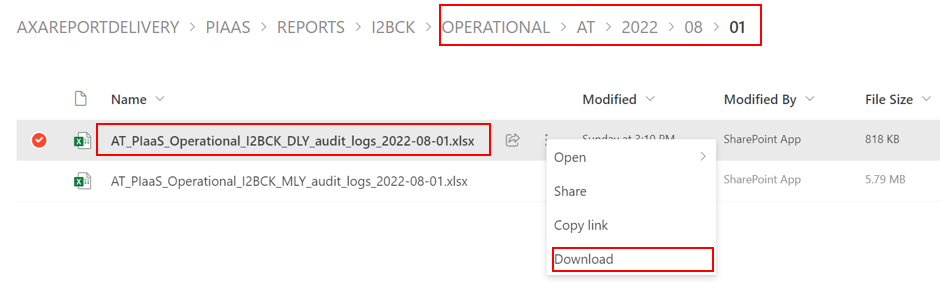 AXAREPORTDELIVERY > PIAAS > REPORTS > I2BCK > OPERATIONAL > AT > 2022 > 08 > 01
Name Modified Modified By File Size
AT_PIaaS_Operational_I2BCK_DLY_audit_logs_2022-08-01.xlsx Sunday at 3:10 PM SharePoint App 818 KB
AT_PIaaS_Operational_I2BCK_MLY_audit_logs_2022-08-01.xlsx SharePoint App 5.79 MB
Open
Share
Copy link
Download